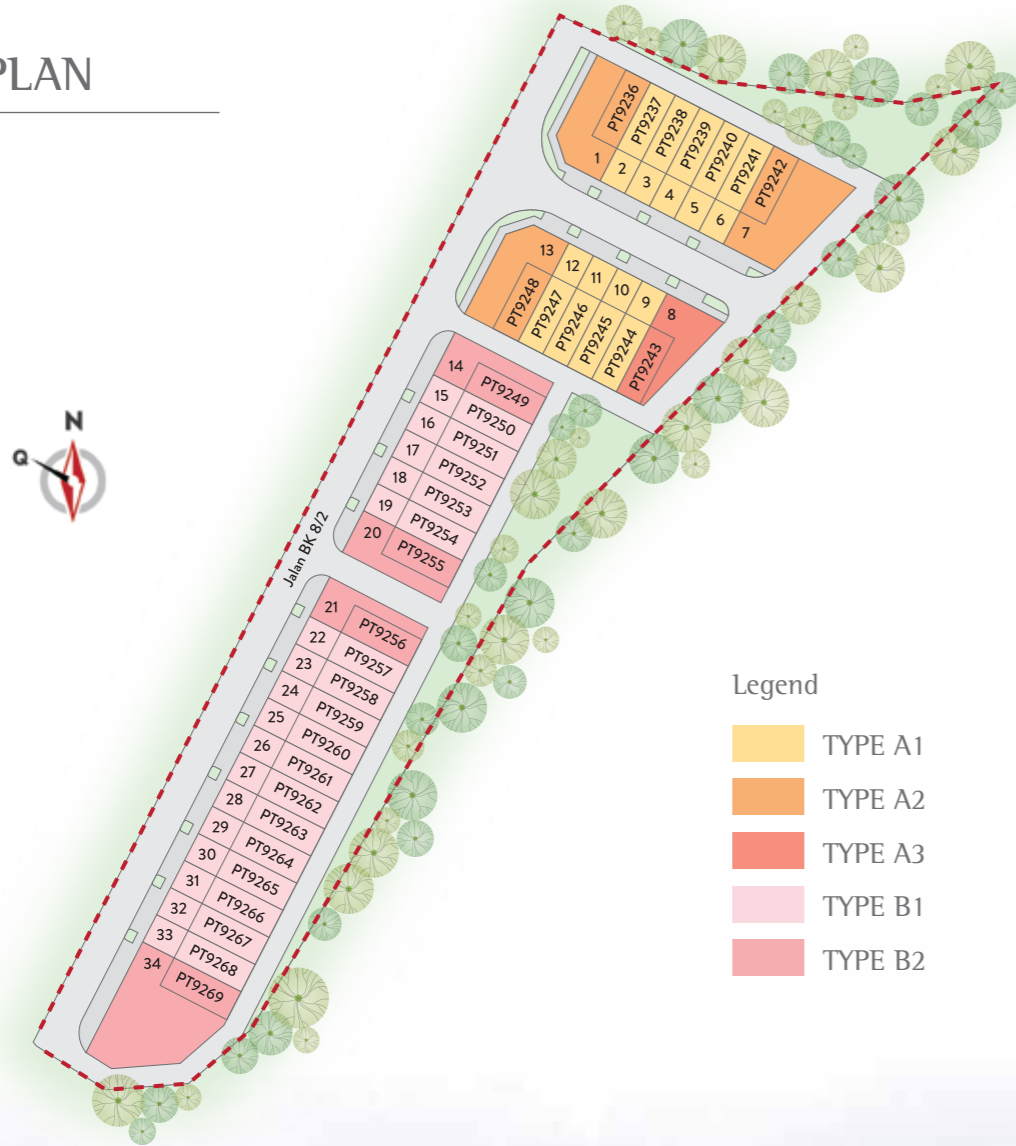 PLAN
N
Q
Jalan BK 8/2
1 PT9236
2 PT9237
3 PT9238
4 PT9239
5 PT9240
6 PT9241
7 PT9242
13 PT9248
12 PT9247
11 PT9246
10 PT9245
9 PT9244
8 PT9243
14 PT9249
15 PT9250
16 PT9251
17 PT9252
18 PT9253
19 PT9254
20 PT9255
21 PT9256
22 PT9257
23 PT9258
24 PT9259
25 PT9260
26 PT9261
27 PT9262
28 PT9263
29 PT9264
30 PT9265
31 PT9266
32 PT9267
33 PT9268
34 PT9269
Legend
TYPE A1
TYPE A2
TYPE A3
TYPE B1
TYPE B2